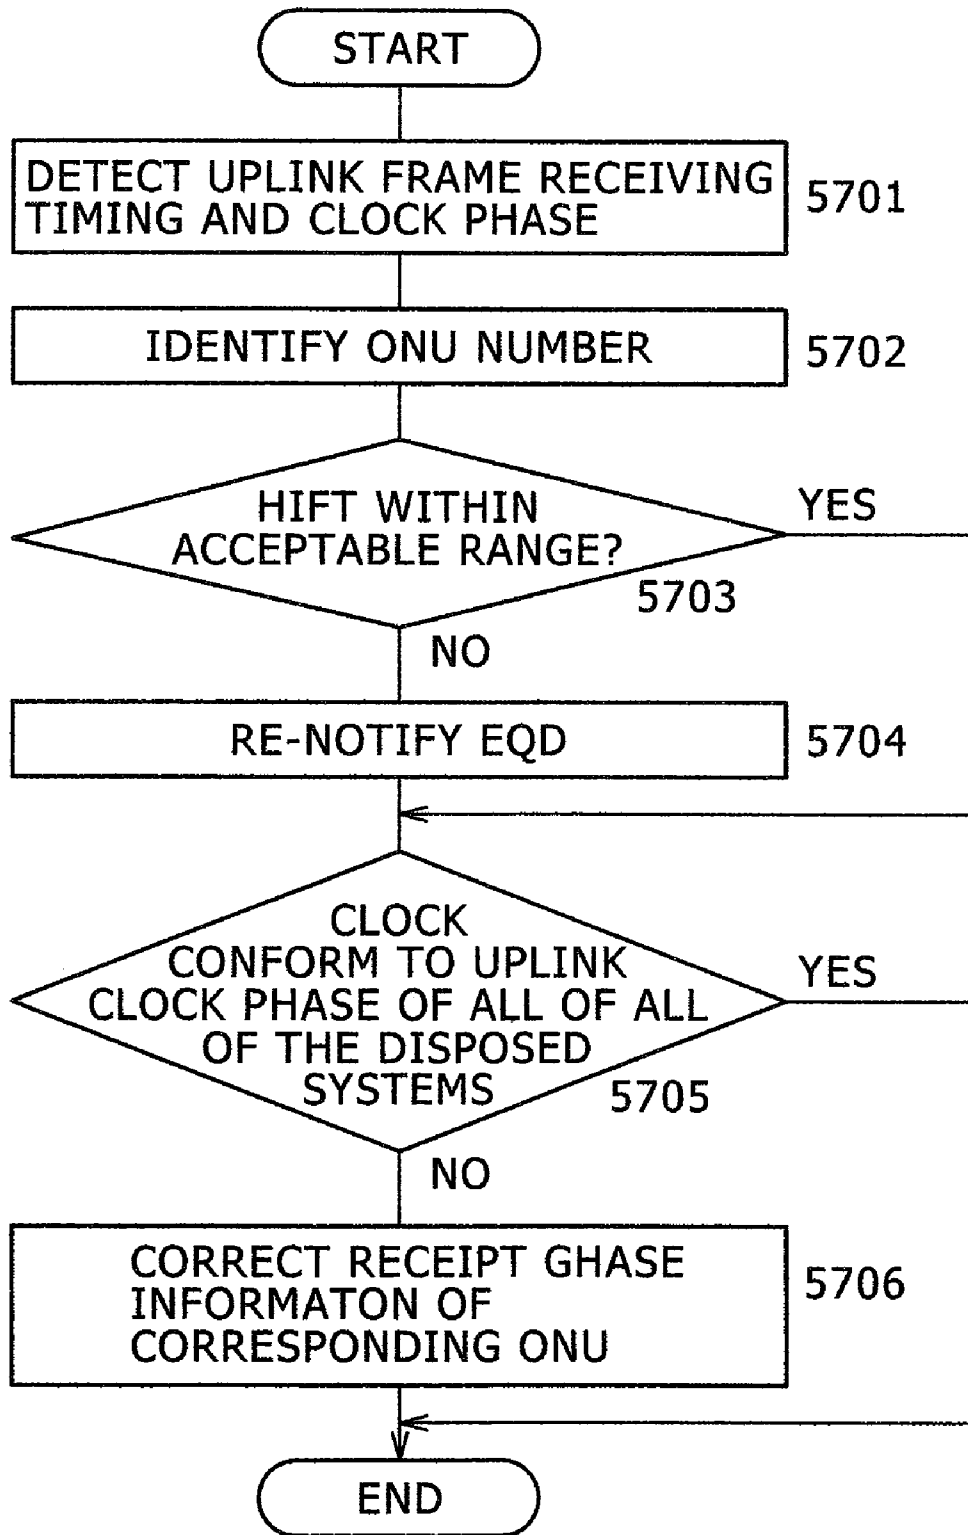 START
DETECT UPLINK FRAME RECEIVING
TIMING AND CLOCK PHASE
5701
IDENTIFY ONU NUMBER
5702
HIFT WITHIN
ACCEPTABLE RANGE?
YES
5703
NO
RE-NOTIFY EQD
5704
CLOCK
CONFORM TO UPLINK
CLOCK PHASE OF ALL OF ALL
OF THE DISPOSED
SYSTEMS
YES
5705
NO
CORRECT RECEIPT GHASE
INFORMATON OF
CORRESPONDING ONU
5706
END